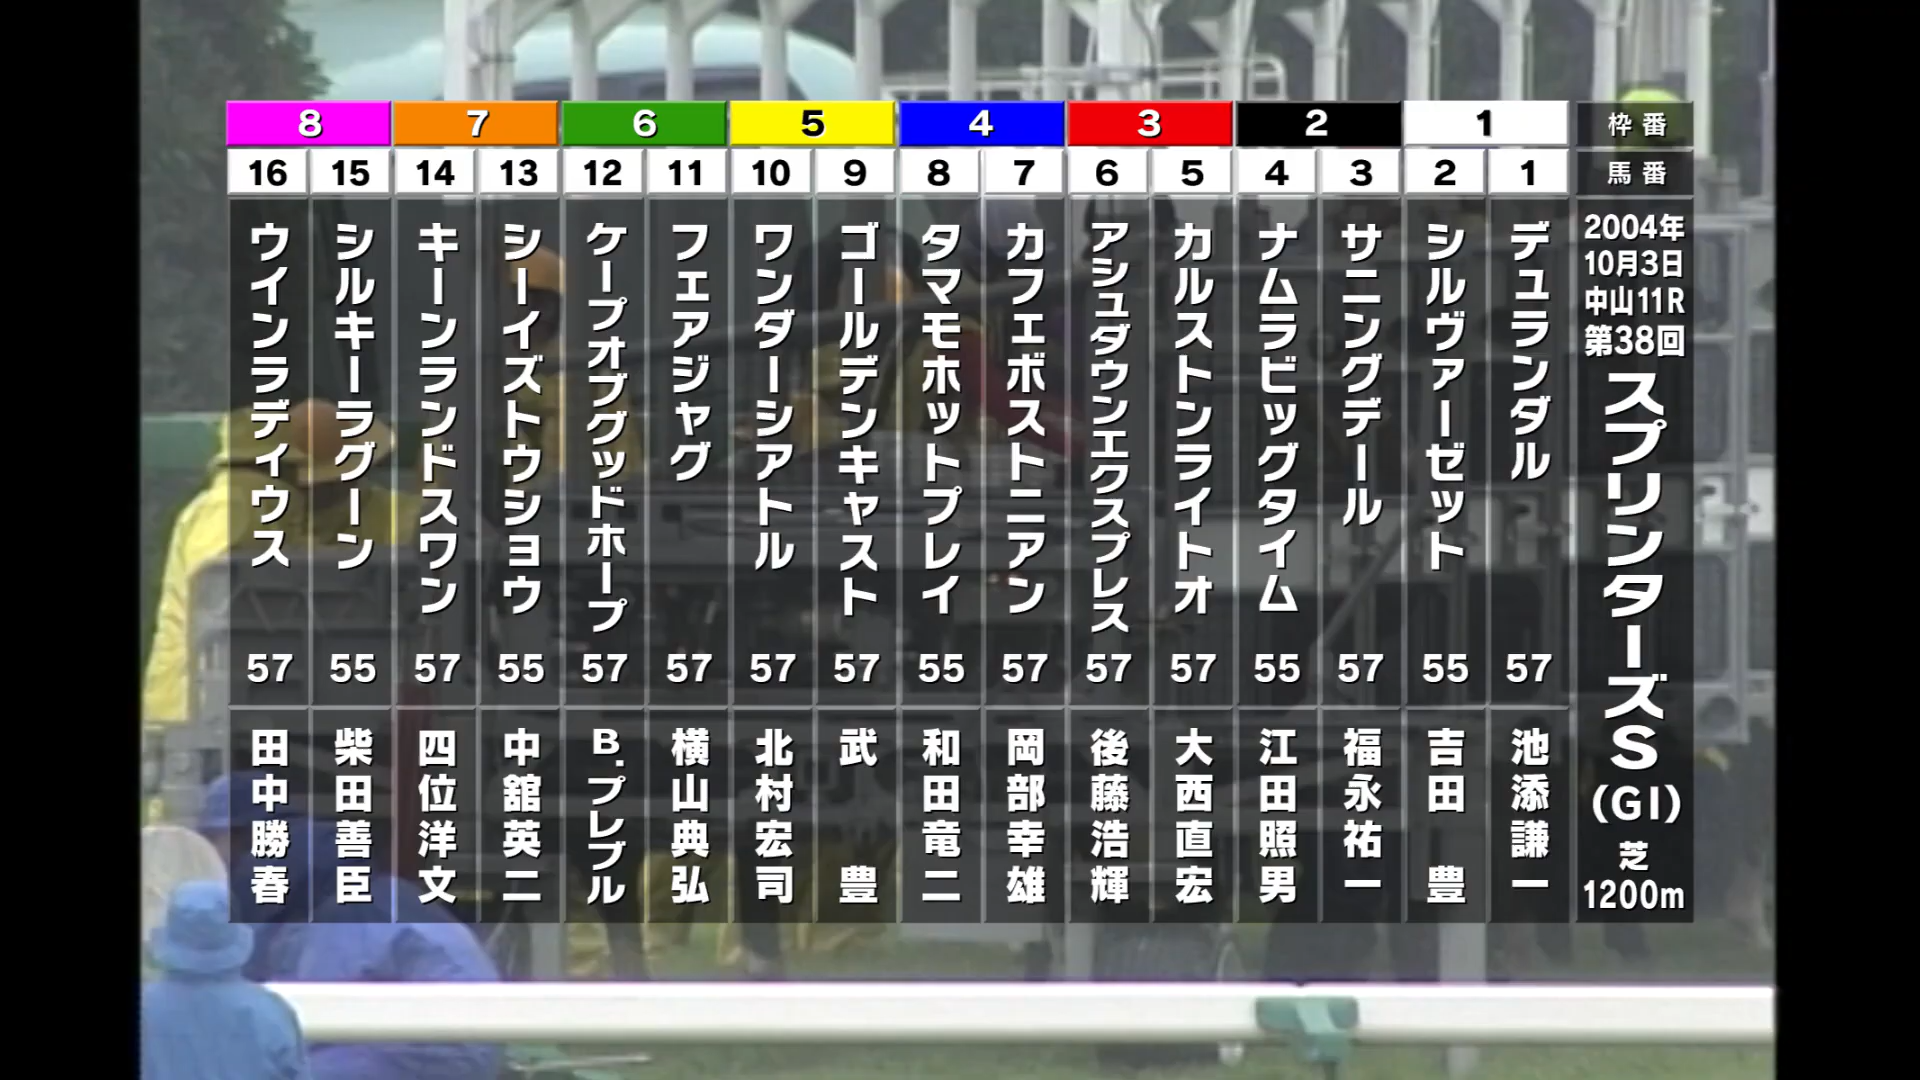 枠番
馬番
2004年
10月3日
中山11R
第38回
スプリンターズS
(GI)
芝
1200m
1
1
デュランダル
57
池添謙一
2
シルヴァーゼット
55
吉田豊
2
3
サニングデール
57
福永祐一
4
ナムラビッグタイム
55
江田照男
3
5
カルストンライトオ
57
大西直宏
6
アシュダウンエクスプレス
57
後藤浩輝
4
7
カフェボストニアン
57
岡部幸雄
8
タマモホットプレイ
55
和田竜二
5
9
ゴールデンキャスト
57
武豊
10
ワンダーシアトル
57
北村宏司
6
11
フェアジャグ
57
横山典弘
12
ケープオブグッドホープ
57
B.プレブル
7
13
シーイズトウショウ
55
中舘英二
14
キーンランドスワン
57
四位洋文
8
15
シルキーラグーン
55
柴田善臣
16
ウインラディウス
57
田中勝春